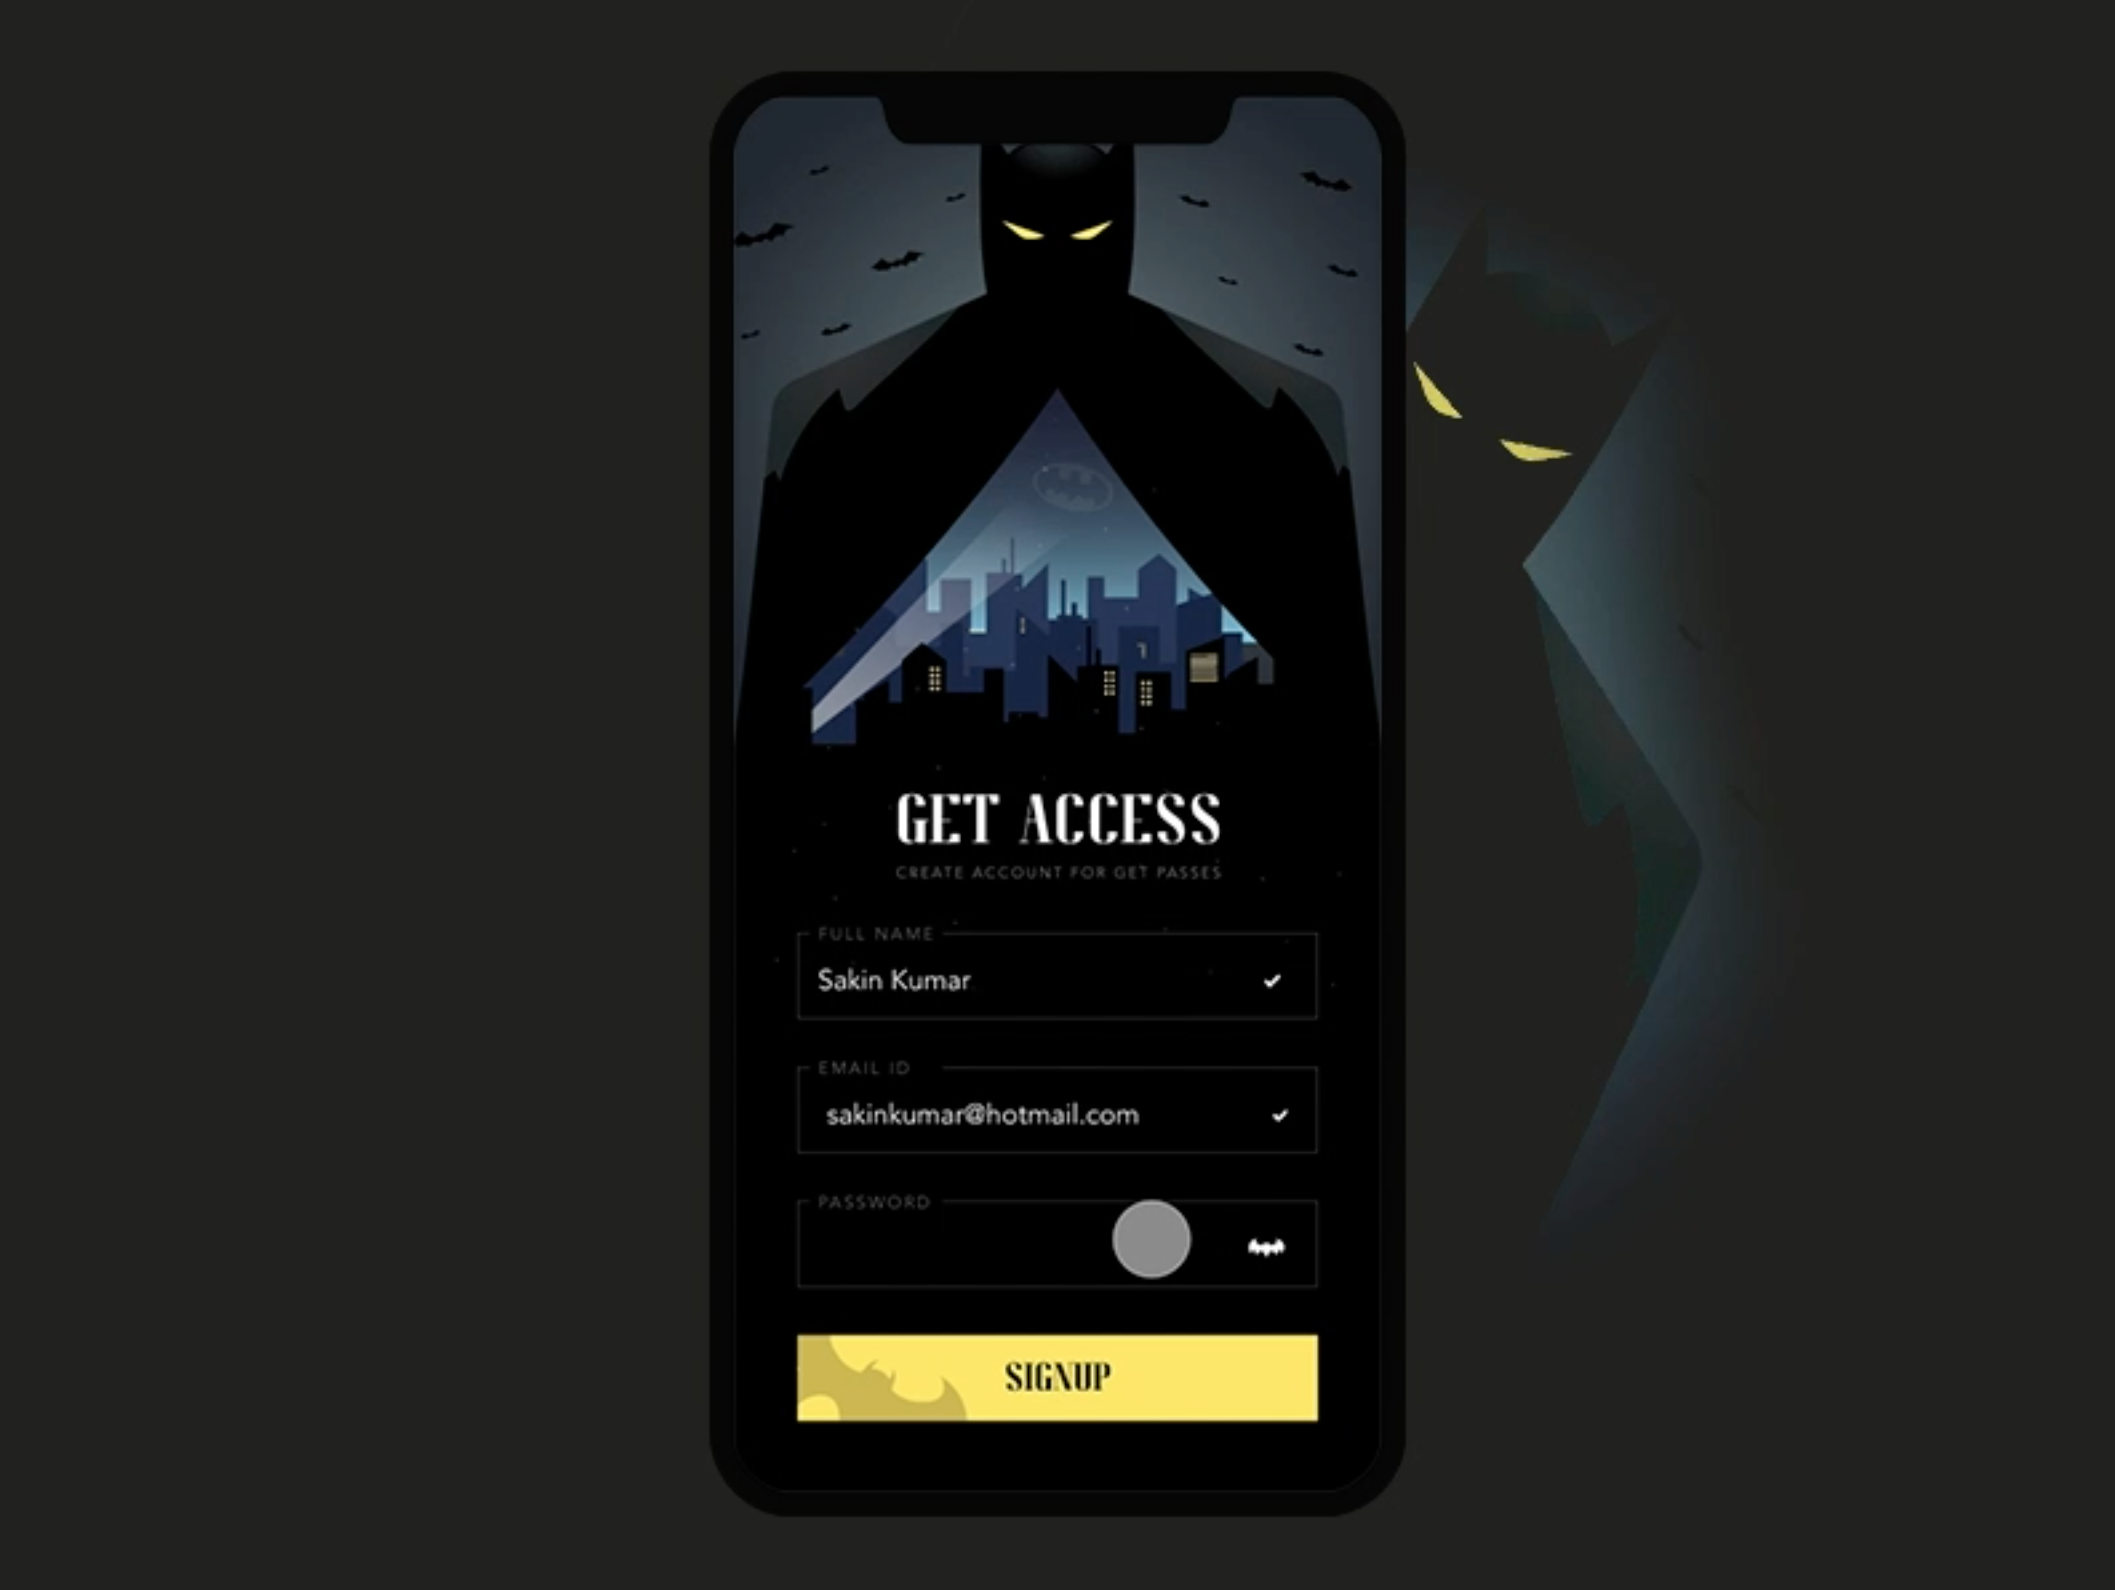 GET ACCESS
CREATE ACCOUNT FOR GET PASSES
FULL NAME
Sakin Kumar
EMAIL ID
sakinkumar@hotmail.com
PASSWORD
SIGNUP